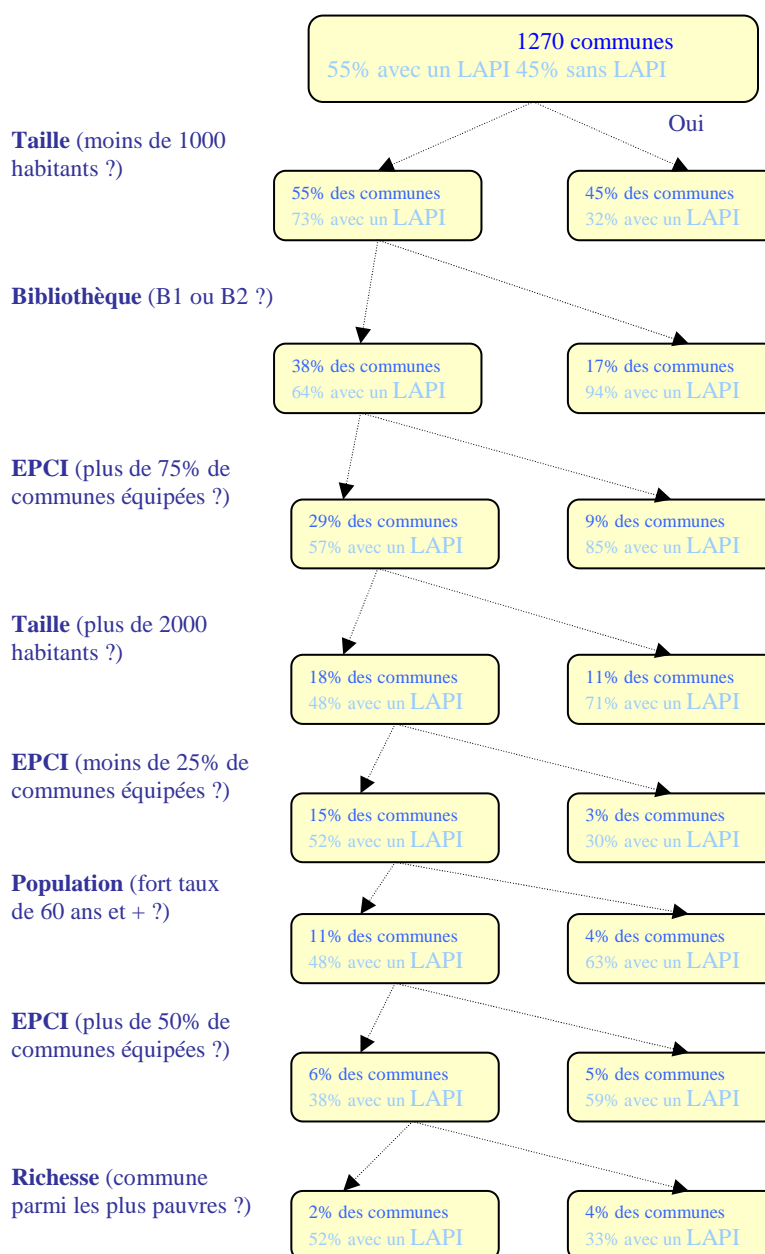 1270 communes
55% avec un LAPI 45% sans LAPI
Oui
Taille (moins de 1000
habitants ?)
55% des communes
73% avec un LAPI
45% des communes
32% avec un LAPI
Bibliothèque (B1 ou B2 ?)
38% des communes
64% avec un LAPI
17% des communes
94% avec un LAPI
EPCI (plus de 75% de
communes équipées ?)
29% des communes
57% avec un LAPI
9% des communes
85% avec un LAPI
Taille (plus de 2000
habitants ?)
18% des communes
48% avec un LAPI
11% des communes
71% avec un LAPI
EPCI (moins de 25% de
communes équipées ?)
15% des communes
52% avec un LAPI
3% des communes
30% avec un LAPI
Population (fort taux
de 60 ans et + ?)
11% des communes
48% avec un LAPI
4% des communes
63% avec un LAPI
EPCI (plus de 50% de
communes équipées ?)
6% des communes
38% avec un LAPI
5% des communes
59% avec un LAPI
Richesse (commune
parmi les plus pauvres ?)
2% des communes
52% avec un LAPI
4% des communes
33% avec un LAPI